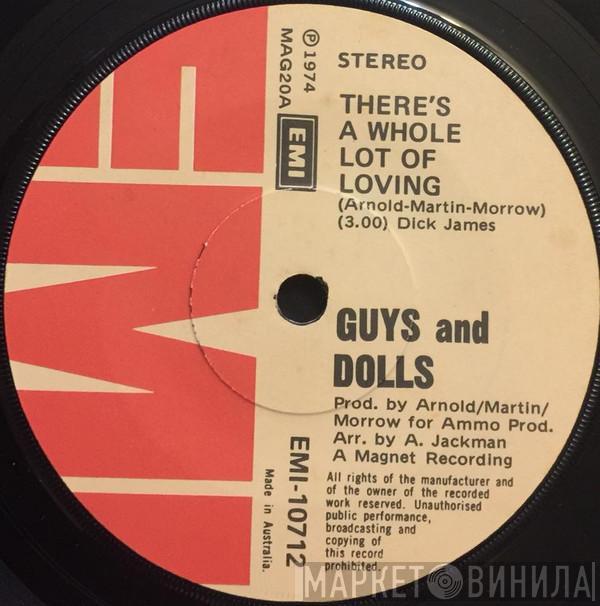 EMI
℗ 1974
MAG20A
EMI
STEREO
THERE'S
A WHOLE
LOT OF
LOVING
(Arnold-Martin-Morrow)
(3.00) Dick James
GUYS and
DOLLS
Prod. by Arnold/Martin/
Morrow for Ammo Prod.
Arr. by A. Jackman
A Magnet Recording
EMI-10712
Made in Australia.
All rights of the manufacturer and
of the owner of the recorded
work reserved. Unauthorised
public performance,
broadcasting and
copying of
this record
prohibited.
МАРКЕТ ВИНИЛА